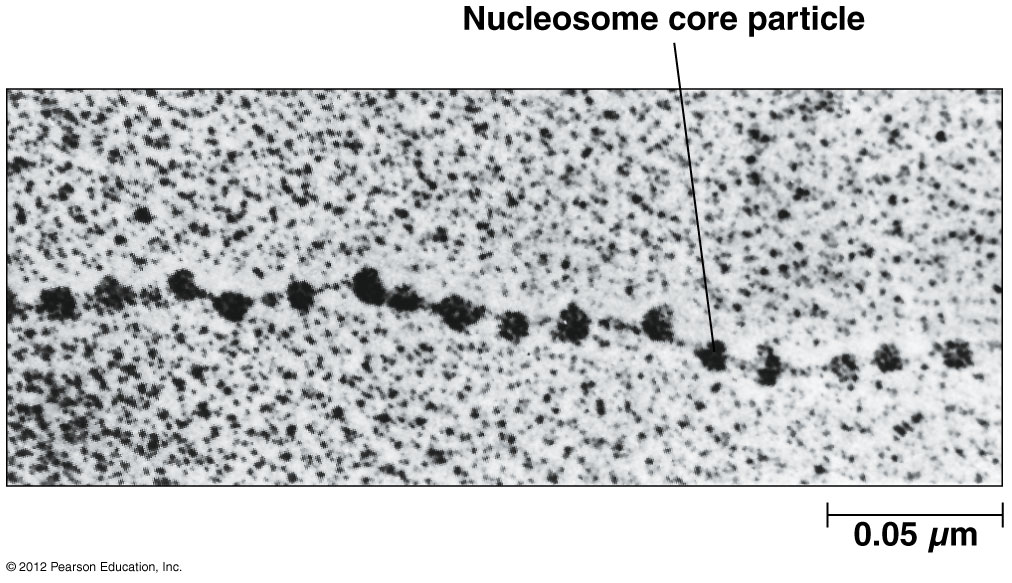 Nucleosome core particle
0.05 µm
© 2012 Pearson Education, Inc.